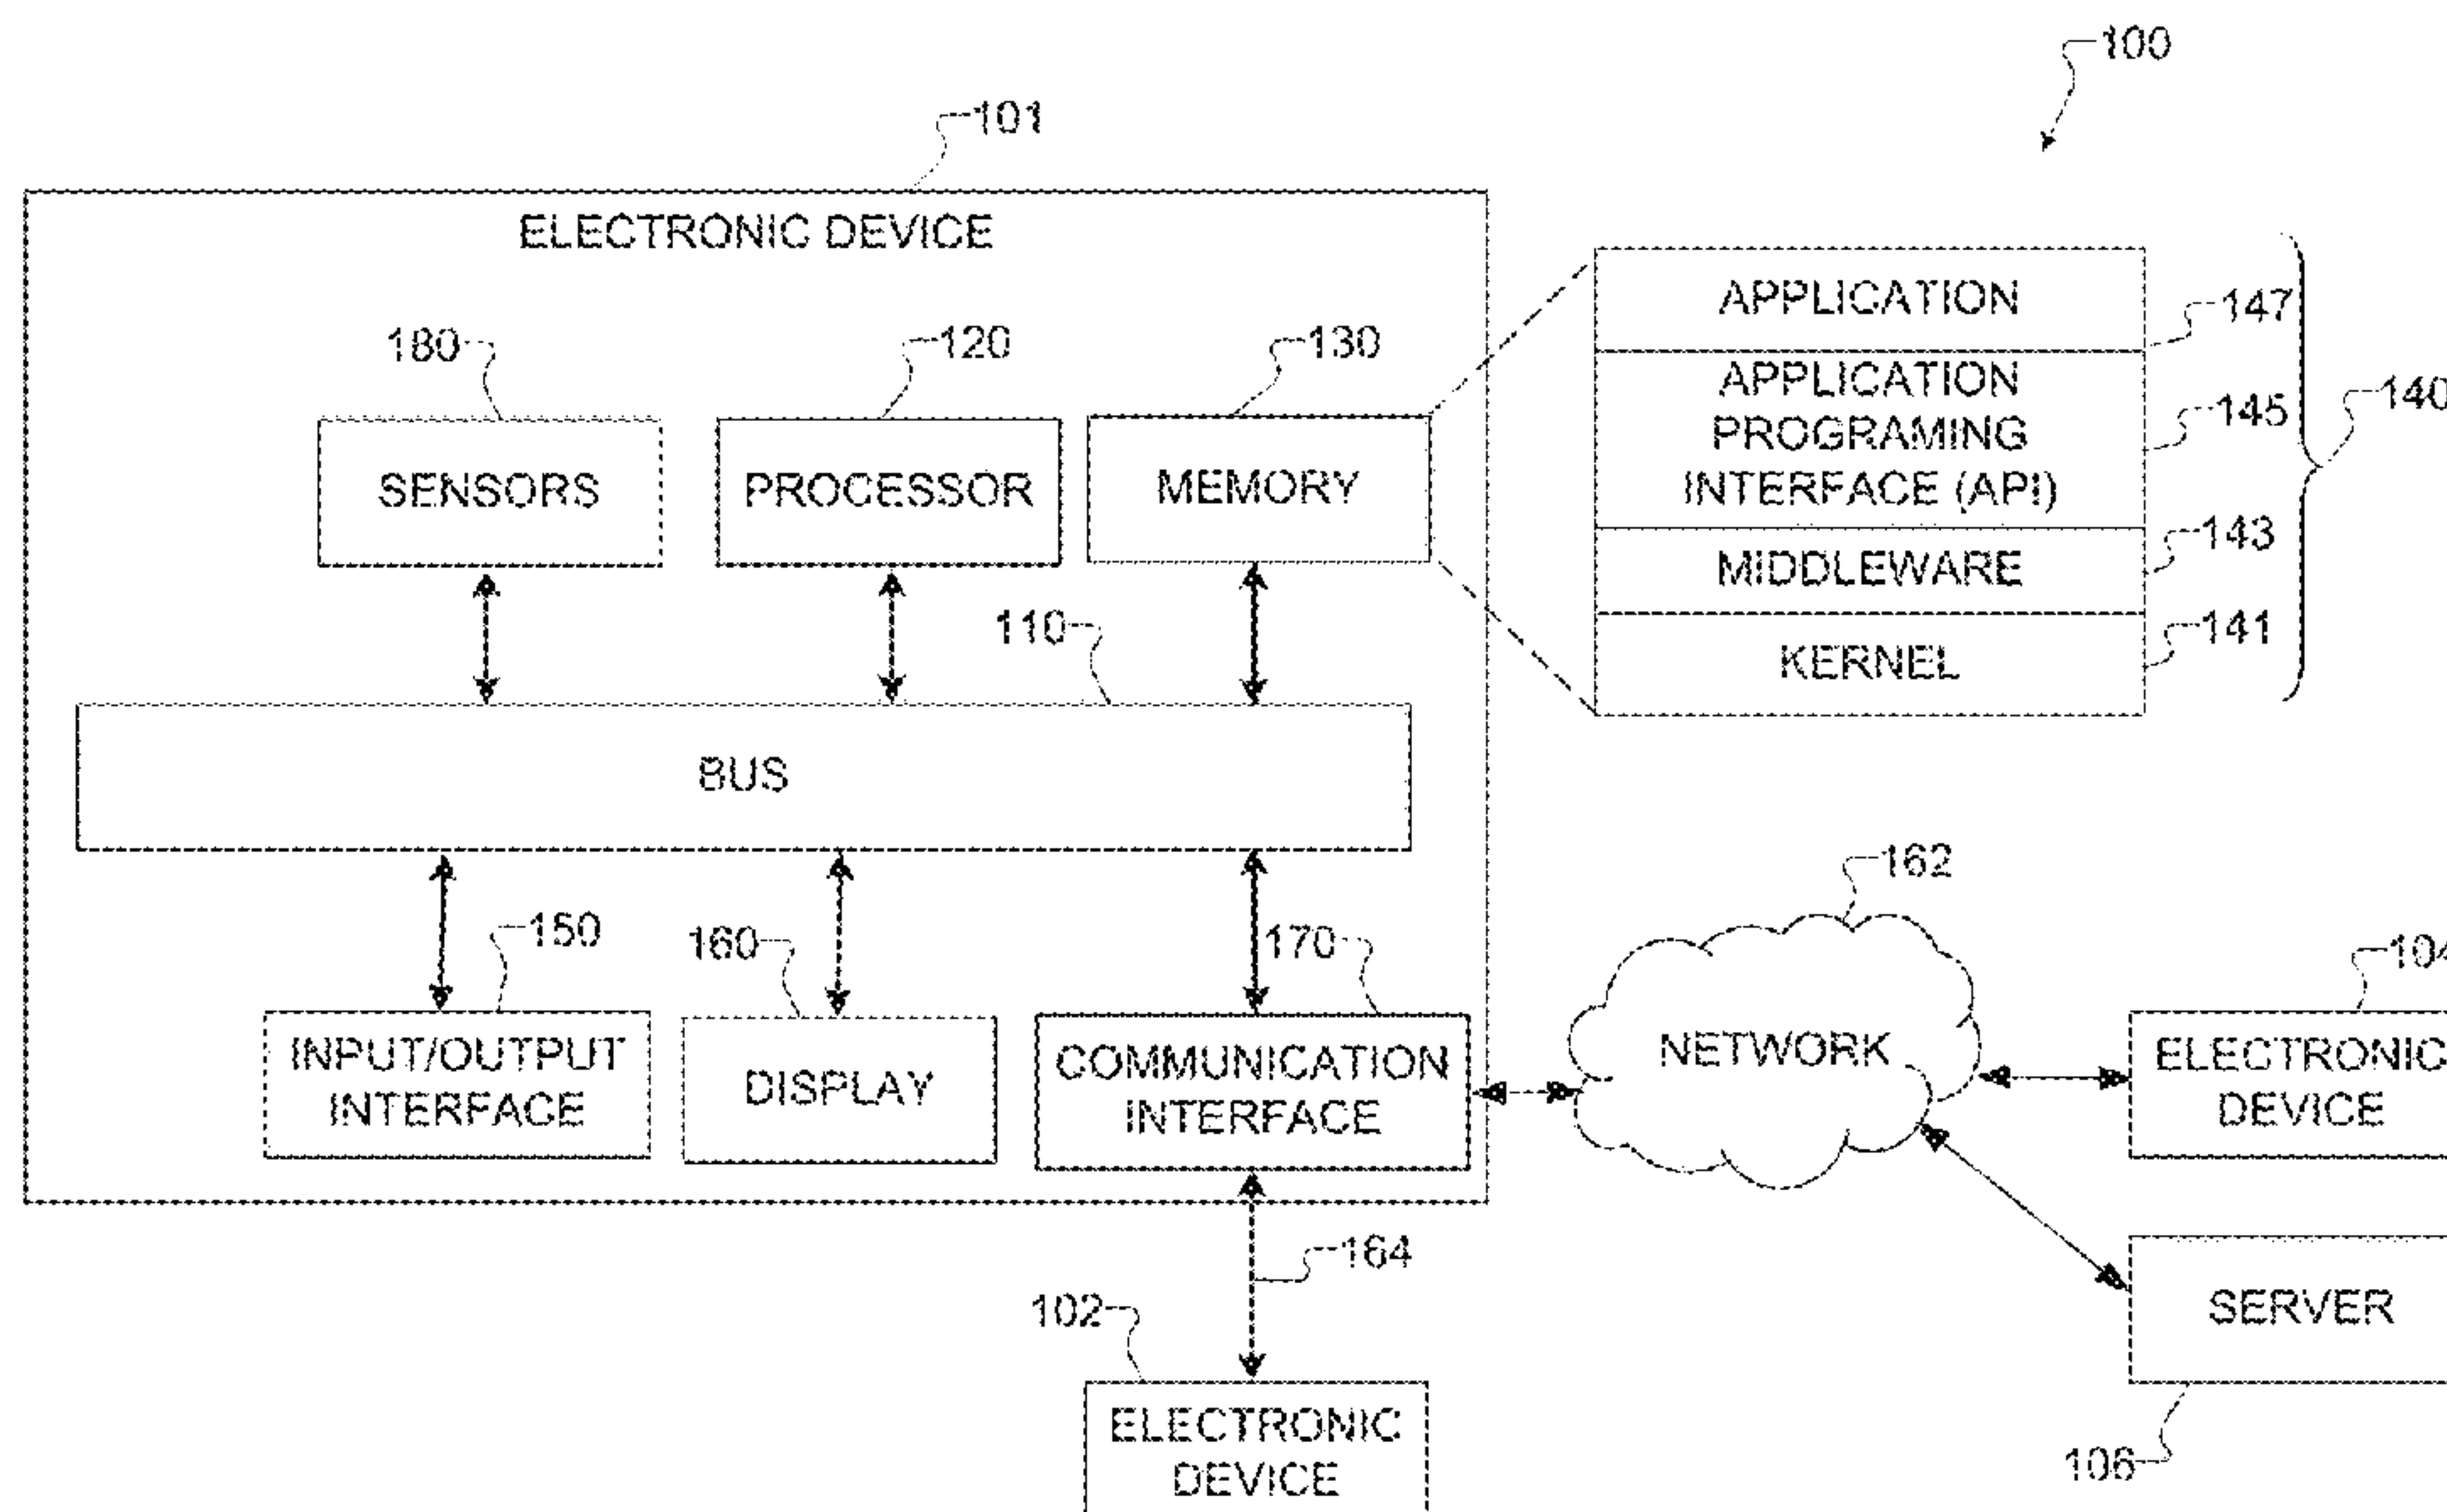 100
101
ELECTRONIC DEVICE
180
120
130
SENSORS
PROCESSOR
MEMORY
APPLICATION
147
APPLICATION
PROGRAMING
INTERFACE (API)
145
140
MIDDLEWARE
143
KERNEL
141
110
BUS
150
160
170
INPUT/OUTPUT
INTERFACE
DISPLAY
COMMUNICATION
INTERFACE
162
NETWORK
104
ELECTRONIC
DEVICE
164
SERVER
106
102
ELECTRONIC
DEVICE